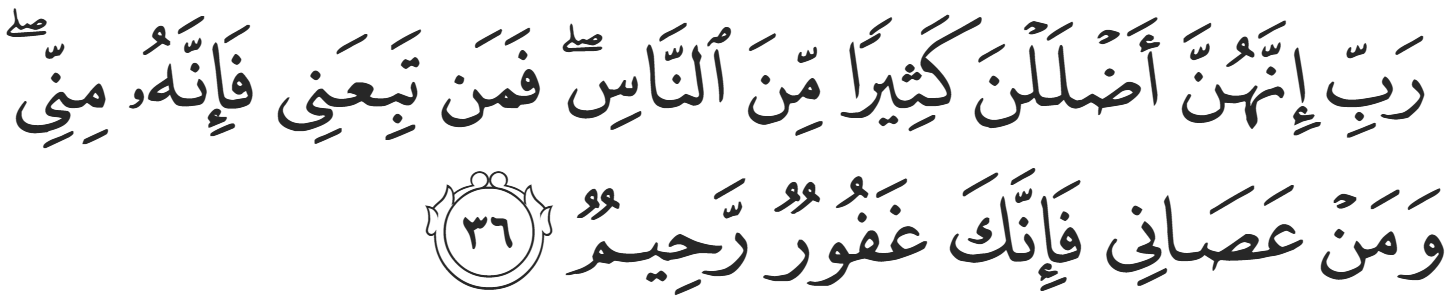 رَبِّ إِنَّهُنَّ أَضۡلَلۡنَ كَثِيرٗا مِّنَ ٱلنَّاسِۖ فَمَن تَبِعَنِي فَإِنَّهُۥ مِنِّيۖ
وَمَنۡ عَصَانِي فَإِنَّكَ غَفُورٞ رَّحِيمٞ ٣٦